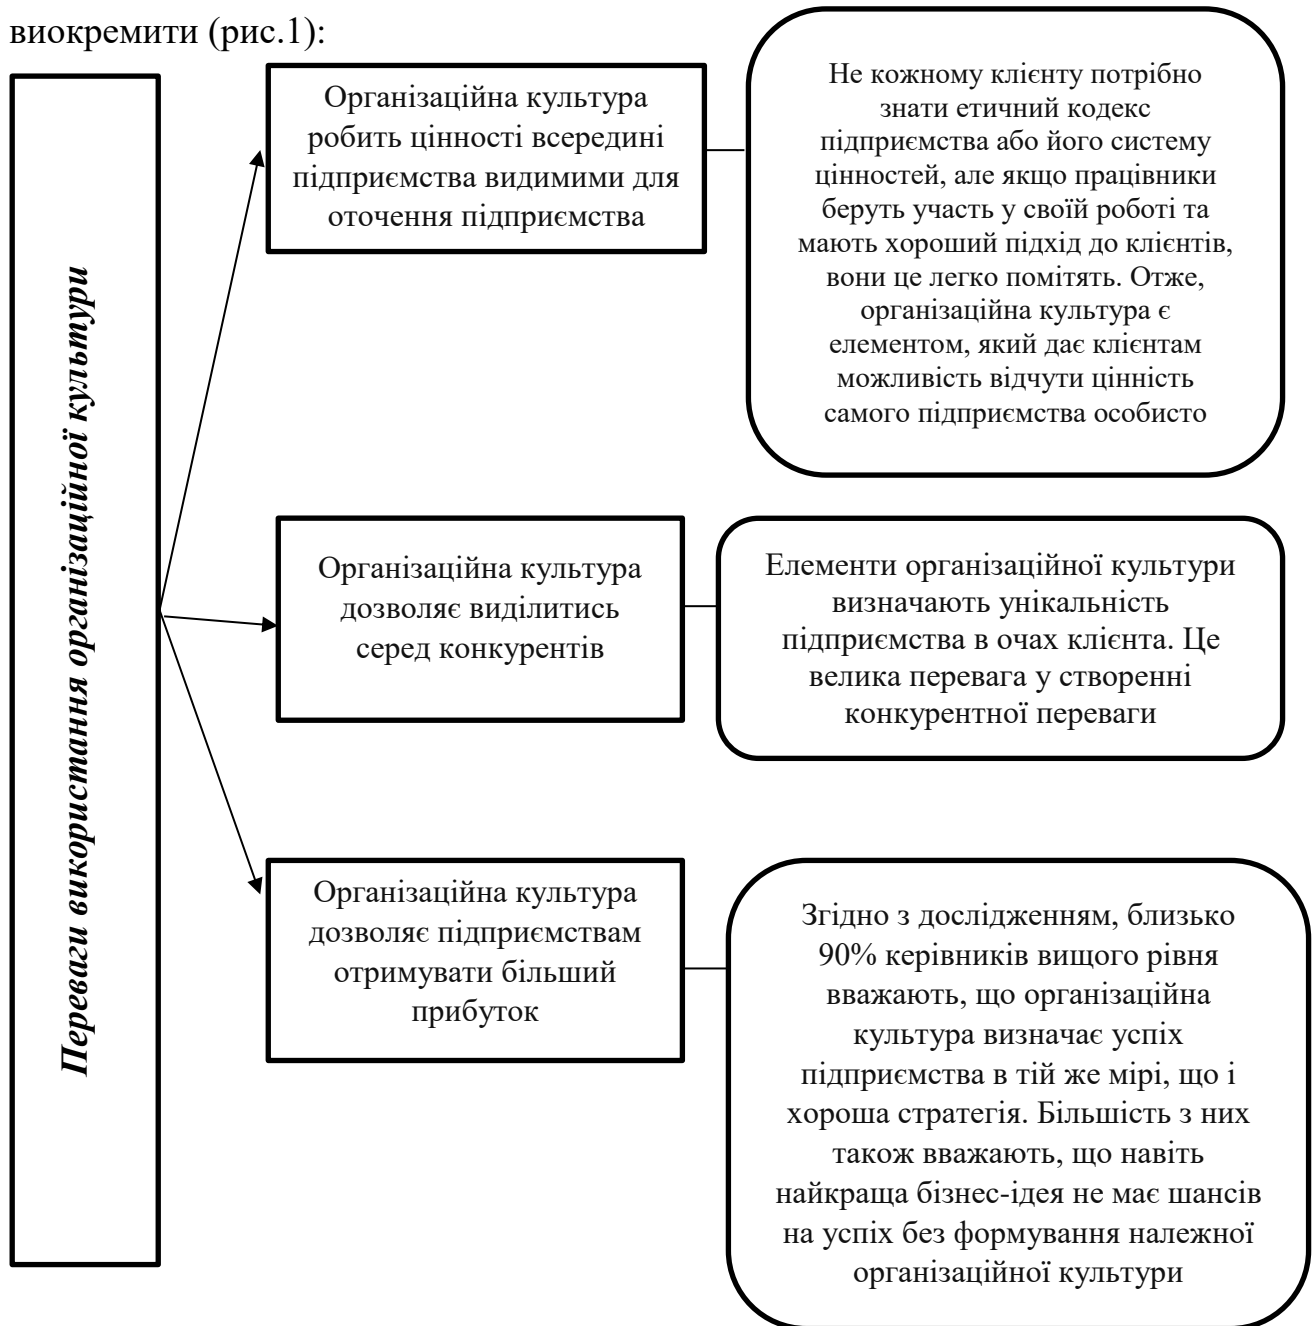 виокремити (рис.1):
Переваги використання організаційної культури
Організаційна культура
робить цінності всередині
підприємства видимими для
оточення підприємства
Не кожному клієнту потрібно
знати етичний кодекс
підприємства або його систему
цінностей, але якщо працівники
беруть участь у своїй роботі та
мають хороший підхід до клієнтів,
вони це легко помітять. Отже,
організаційна культура є
елементом, який дає клієнтам
можливість відчути цінність
самого підприємства особисто
Організаційна культура
дозволяє виділитись
серед конкурентів
Елементи організаційної культури
визначають унікальність
підприємства в очах клієнта. Це
велика перевага у створенні
конкурентної переваги
Організаційна культура
дозволяє підприємствам
отримувати більший
прибуток
Згідно з дослідженням, близько
90% керівників вищого рівня
вважають, що організаційна
культура визначає успіх
підприємства в тій же мірі, що і
хороша стратегія. Більшість з них
також вважають, що навіть
найкраща бізнес-ідея не має шансів
на успіх без формування належної
організаційної культури